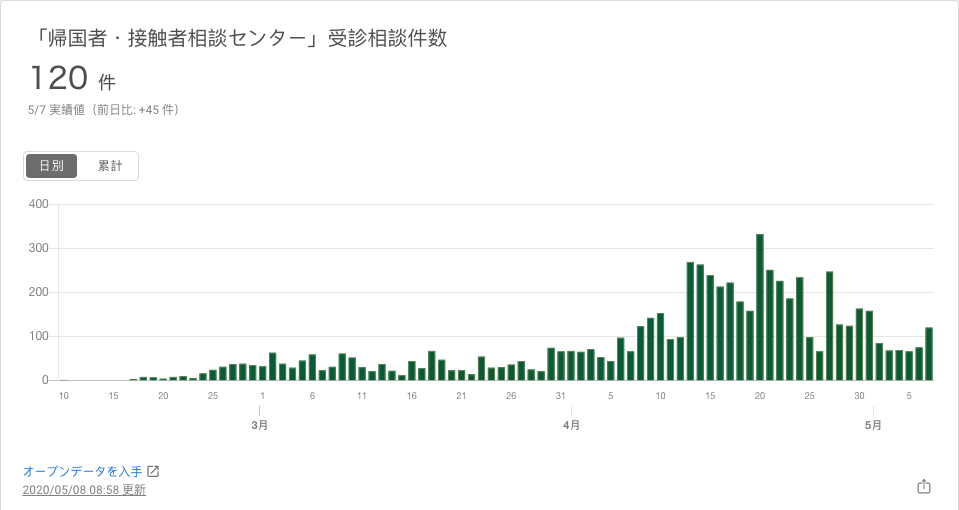 「帰国者・接触者相談センター」受診相談件数
120 件
5/7 実績値（前日比: +45 件）
日別 累計
400
300
200
100
0
10 15 20 25 1 6 11 16 21 26 31 5 10 15 20 25 30 5
3月 4月 5月
オープンデータを入手
2020/05/08 08:58 更新